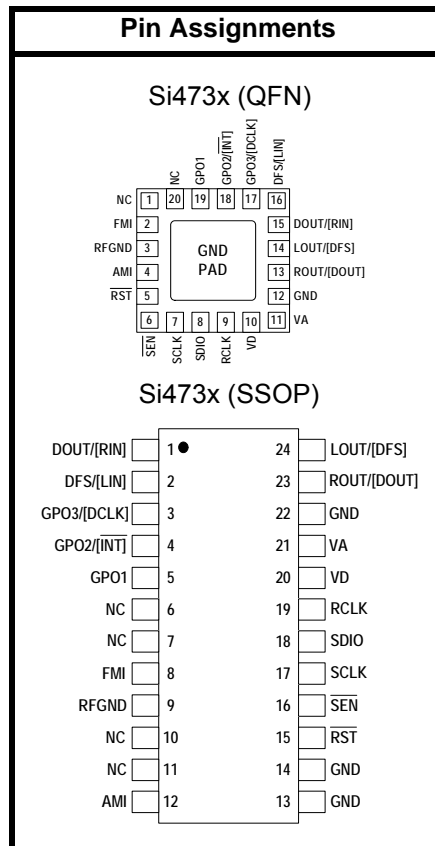 Pin Assignments
Si473x (QFN)
NC
GPO1
GPO2/[INT]
GPO3/[DCLK]
DFS/[LIN]
NC 1 20 19 18 17 16
FMI 2 15 DOUT/[RIN]
RFGND 3 GND PAD 14 LOUT/[DFS]
AMI 4 13 ROUT/[DOUT]
RST 5 12 GND
6 7 8 9 10 11 VA
SEN
SCLK
SDIO
RCLK
VD
Si473x (SSOP)
DOUT/[RIN] 1 24 LOUT/[DFS]
DFS/[LIN] 2 23 ROUT/[DOUT]
GPO3/[DCLK] 3 22 GND
GPO2/[INT] 4 21 VA
GPO1 5 20 VD
NC 6 19 RCLK
NC 7 18 SDIO
FMI 8 17 SCLK
RFGND 9 16 SEN
NC 10 15 RST
NC 11 14 GND
AMI 12 13 GND